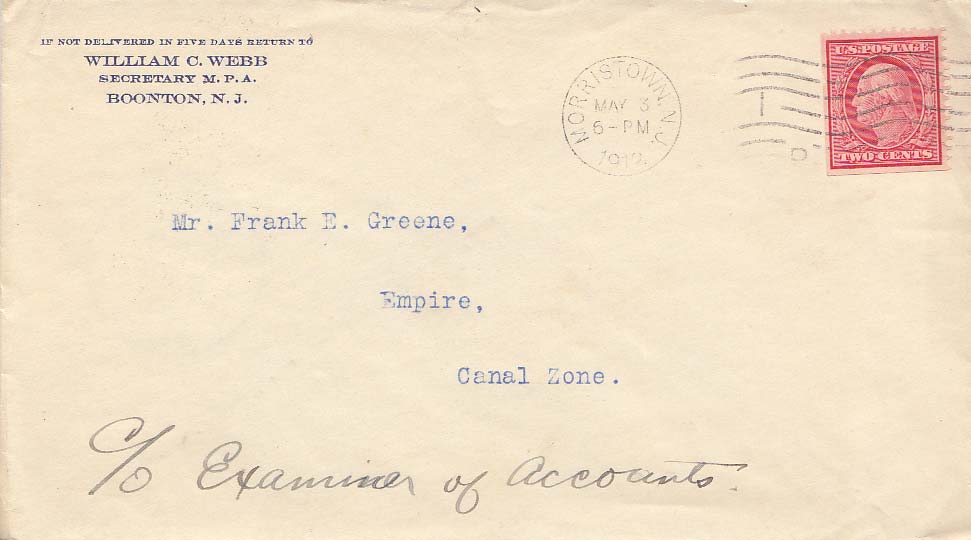 IF NOT DELIVERED IN FIVE DAYS RETURN TO
WILLIAM C. WEBB
SECRETARY M. P. A.
BOONTON, N. J.
MORRISTOWN, N.J.
MAY 3
6-PM
1912.
D
U.S. POSTAGE
TWO CENTS
Mr. Frank E. Greene,
Empire,
Canal Zone.
c/o Examiner of Accounts.